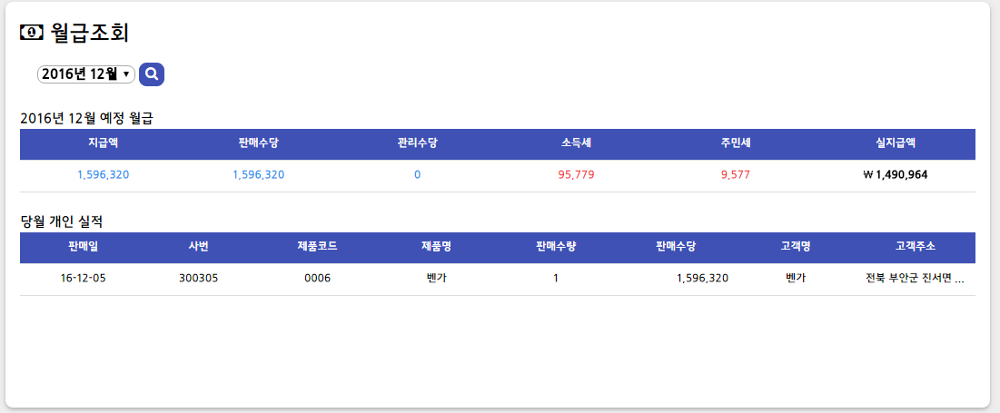 월급조회
2016년 12월
2016년 12월 예정 월급
지급액 판매수당 관리수당 소득세 주민세 실지급액
1,596,320 1,596,320 0 95,779 9,577 ₩ 1,490,964
당월 개인 실적
판매일 사번 제품코드 제품명 판매수량 판매수당 고객명 고객주소
16-12-05 300305 0006 벤가 1 1,596,320 벤가 전북 부안군 진서면 ...